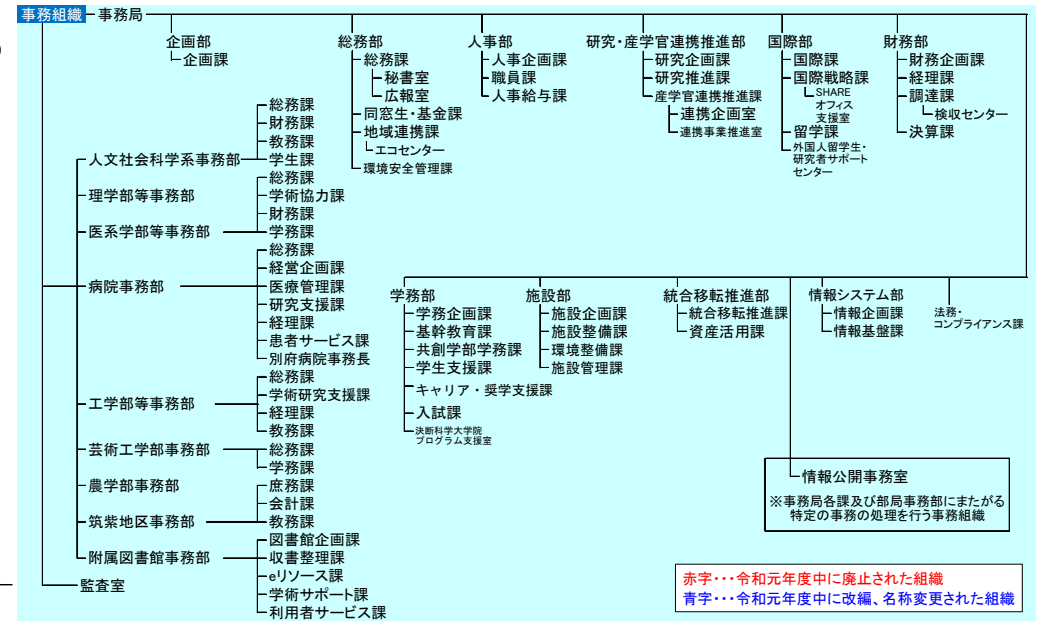 事務組織
事務局
企画部
企画課
総務部
総務課
秘書室
広報室
同窓生・基金課
地域連携課
エコセンター
環境安全管理課
人事部
人事企画課
職員課
人事給与課
研究・産学官連携推進部
研究企画課
研究推進課
産学官連携推進課
連携企画室
連携事業推進室
国際部
国際課
国際戦略課
SHARE
オフィス
支援室
留学課
外国人留学生・
研究者サポート
センター
財務部
財務企画課
経理課
調達課
検収センター
決算課
学務部
学務企画課
基幹教育課
共創学部学務課
学生支援課
キャリア・奨学支援課
入試課
決断科学大学院
プログラム支援室
施設部
施設企画課
施設整備課
環境整備課
施設管理課
統合移転推進部
統合移転推進課
資産活用課
情報システム部
情報企画課
情報基盤課
法務・
コンプライアンス課
情報公開事務室
※事務局各課及び部局事務部にまたがる
特定の事務の処理を行う事務組織
人文社会科学系事務部
総務課
財務課
教務課
学生課
理学部等事務部
医系学部等事務部
総務課
学術協力課
財務課
学務課
病院事務部
総務課
経営企画課
医療管理課
研究支援課
経理課
患者サービス課
別府病院事務長
工学部等事務部
総務課
学術研究支援課
経理課
教務課
芸術工学部事務部
総務課
学務課
農学部事務部
筑紫地区事務部
庶務課
会計課
教務課
附属図書館事務部
図書館企画課
収書整理課
eリソース課
学術サポート課
利用者サービス課
監査室
赤字・・・令和元年度中に廃止された組織
青字・・・令和元年度中に改編、名称変更された組織